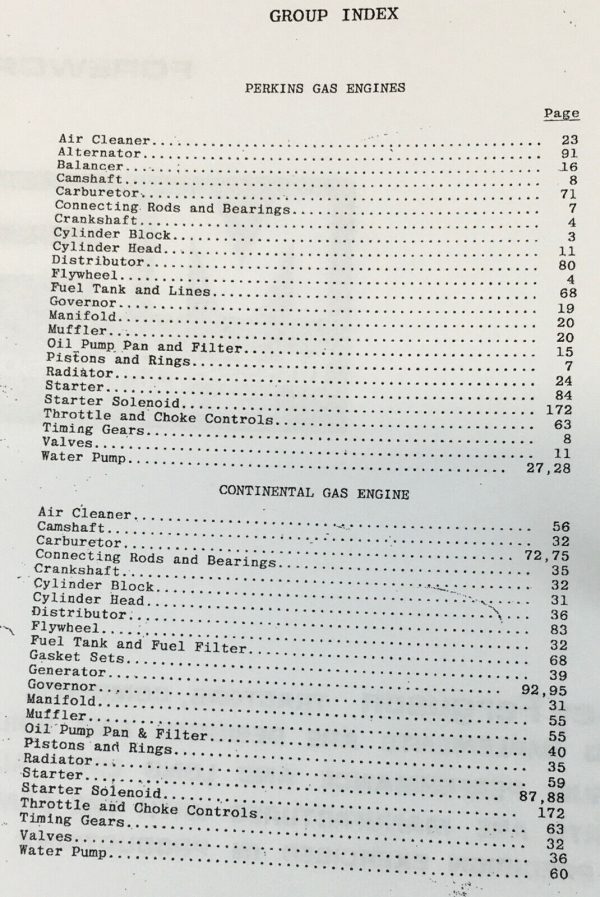 GROUP INDEX
PERKINS GAS ENGINES
Page
Air Cleaner........................................ 23
Alternator......................................... 91
Balancer........................................... 16
Camshaft........................................... 8
Carburetor......................................... 71
Connecting Rods and Bearings....................... 7
Crankshaft......................................... 4
Cylinder Block..................................... 3
Cylinder Head...................................... 11
Distributor........................................ 80
Flywheel........................................... 4
Fuel Tank and Lines................................ 68
Governor........................................... 19
Manifold........................................... 20
Muffler............................................ 20
Oil Pump Pan and Filter............................ 15
Pistons and Rings.................................. 7
Radiator........................................... 24
Starter............................................ 84
Starter Solenoid................................... 172
Throttle and Choke Controls........................ 63
Timing Gears....................................... 8
Valves............................................. 11
Water Pump......................................... 27,28
CONTINENTAL GAS ENGINE
Air Cleaner........................................ 56
Camshaft........................................... 32
Carburetor......................................... 72,75
Connecting Rods and Bearings....................... 35
Crankshaft......................................... 32
Cylinder Block..................................... 31
Cylinder Head...................................... 36
Distributor........................................ 83
Flywheel........................................... 32
Fuel Tank and Fuel Filter.......................... 68
Gasket Sets........................................ 39
Generator.......................................... 92,95
Governor........................................... 31
Manifold........................................... 55
Muffler............................................ 55
Oil Pump Pan & Filter.............................. 40
Pistons and Rings.................................. 35
Radiator........................................... 59
Starter............................................ 87,88
Starter Solenoid................................... 172
Throttle and Choke Controls........................ 63
Timing Gears....................................... 32
Valves............................................. 36
Water Pump......................................... 60